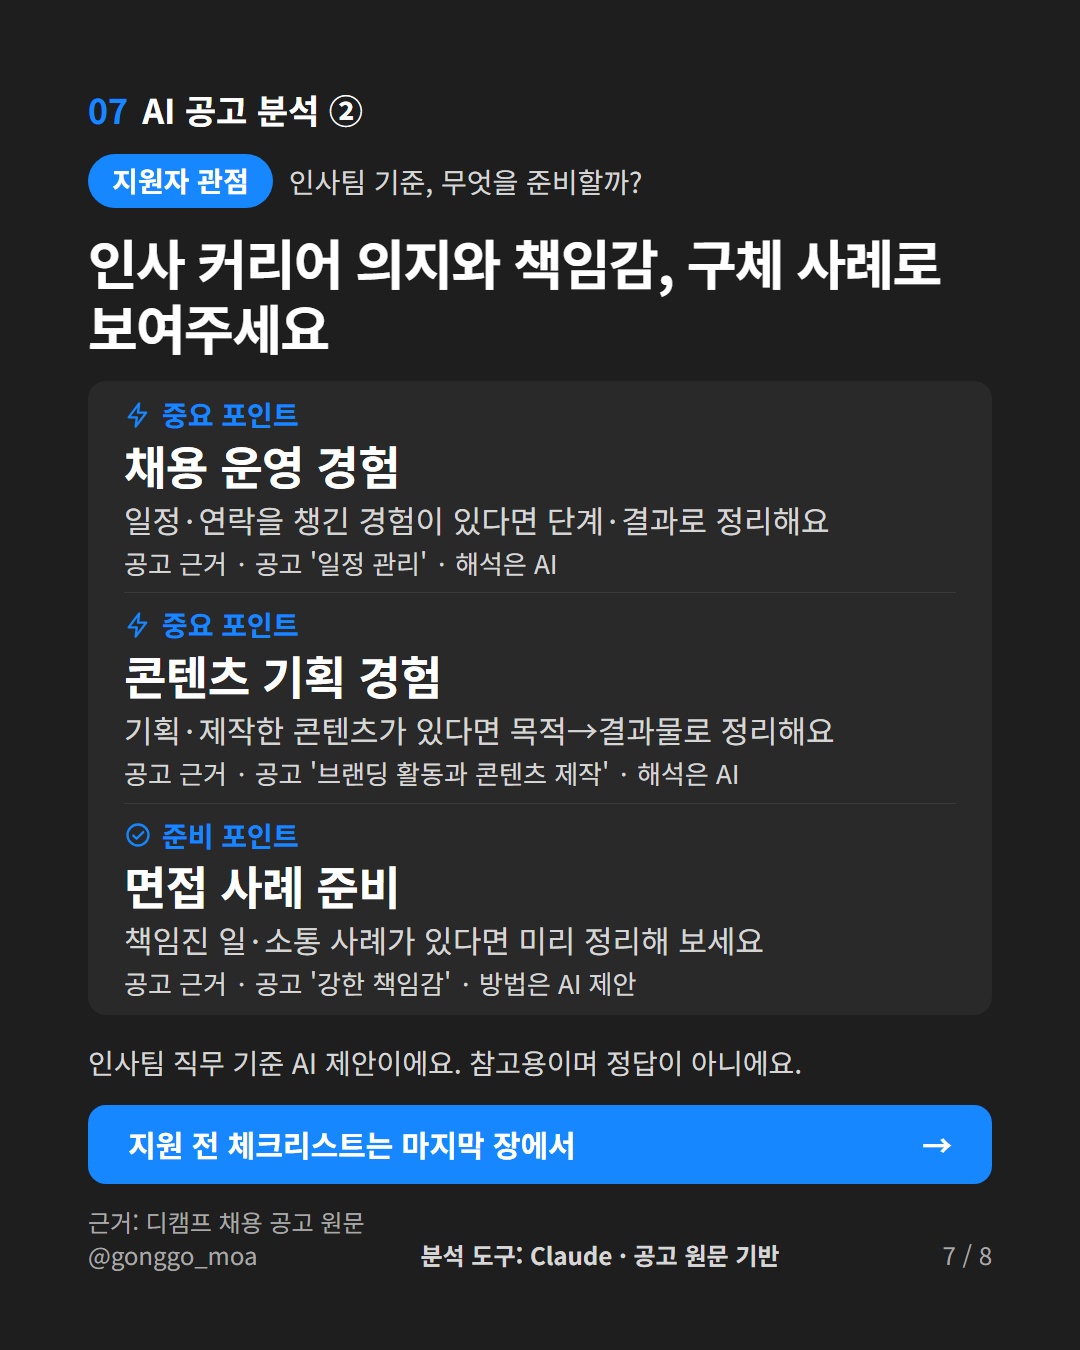 07 AI 공고 분석 ②
지원자 관점 인사팀 기준, 무엇을 준비할까?
인사 커리어 의지와 책임감, 구체 사례로
보여주세요
중요 포인트
채용 운영 경험
일정·연락을 챙긴 경험이 있다면 단계·결과로 정리해요
공고 근거 · 공고 '일정 관리' · 해석은 AI
중요 포인트
콘텐츠 기획 경험
기획·제작한 콘텐츠가 있다면 목적→결과물로 정리해요
공고 근거 · 공고 '브랜딩 활동과 콘텐츠 제작' · 해석은 AI
준비 포인트
면접 사례 준비
책임진 일·소통 사례가 있다면 미리 정리해 보세요
공고 근거 · 공고 '강한 책임감' · 방법은 AI 제안
인사팀 직무 기준 AI 제안이에요. 참고용이며 정답이 아니에요.
지원 전 체크리스트는 마지막 장에서 →
근거: 디캠프 채용 공고 원문
@gonggo_moa 분석 도구: Claude · 공고 원문 기반 7 / 8